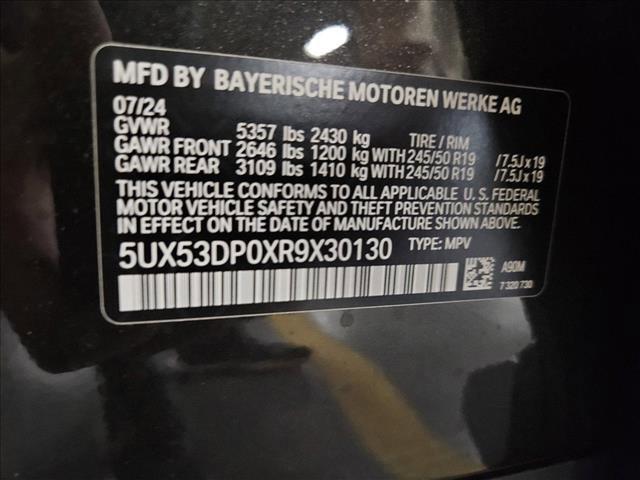 MFD BY BAYERISCHE MOTOREN WERKE AG
07/24
GVWR 5357 lbs 2430 kg TIRE / RIM
GAWR FRONT 2646 lbs 1200 kg WITH 245/50 R19 /7.5J x 19
GAWR REAR 3109 lbs 1410 kg WITH 245/50 R19 /7.5J x 19
THIS VEHICLE CONFORMS TO ALL APPLICABLE U. S. FEDERAL
MOTOR VEHICLE SAFETY AND THEFT PREVENTION STANDARDS
IN EFFECT ON THE DATE OF MANUFACTURE SHOWN ABOVE.
5UX53DP0XR9X30130 TYPE: MPV
A90M
7 320 730